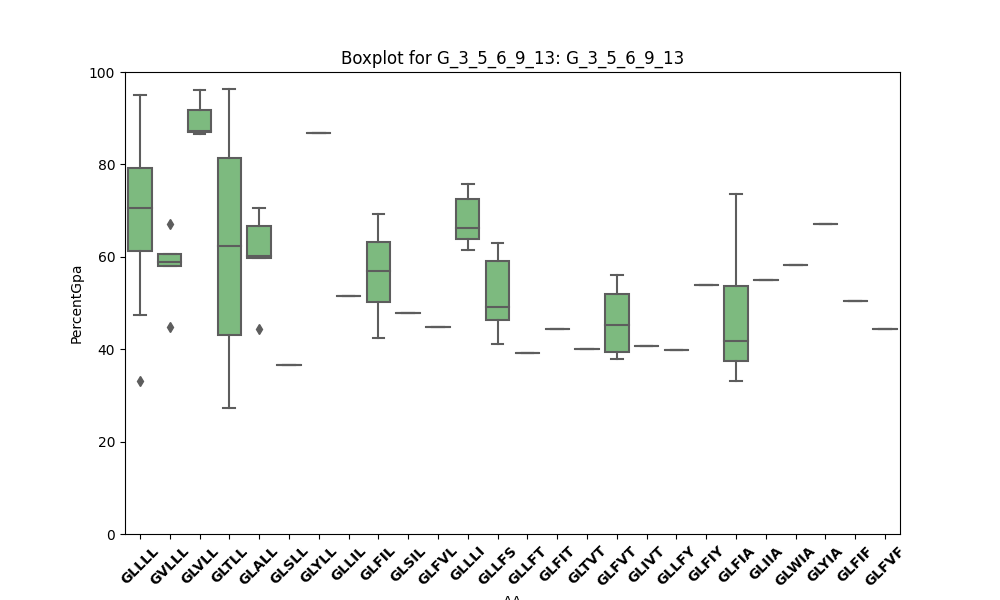 Boxplot for G_3_5_6_9_13: G_3_5_6_9_13
100
80
60
40
20
0
PercentGpa
GLLLL GVLLL GLVLL GLTLL GLALL GLSLL GLYLL GLLIL GLFIL GLSIL GLFVL GLLLI GLLFS GLLFT GLFIT GLTVT GLFVT GLIVT GLLFY GLFIY GLFIA GLIIA GLWIA GLYIA GLFIF GLFVF
AA